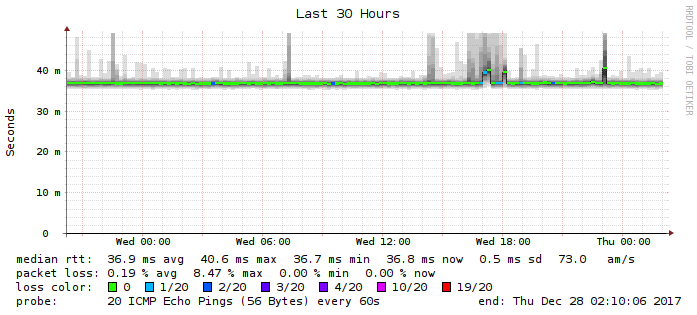 Last 30 Hours
RRDTOOL / TOBI OETIKER
Seconds
40 m
30 m
20 m
10 m
0
Wed 00:00 Wed 06:00 Wed 12:00 Wed 18:00 Thu 00:00
median rtt: 36.9 ms avg 40.6 ms max 36.7 ms min 36.8 ms now 0.5 ms sd 73.0 am/s
packet loss: 0.19 % avg 8.47 % max 0.00 % min 0.00 % now
loss color: 0 1/20 2/20 3/20 4/20 10/20 19/20
probe: 20 ICMP Echo Pings (56 Bytes) every 60s end: Thu Dec 28 02:10:06 2017